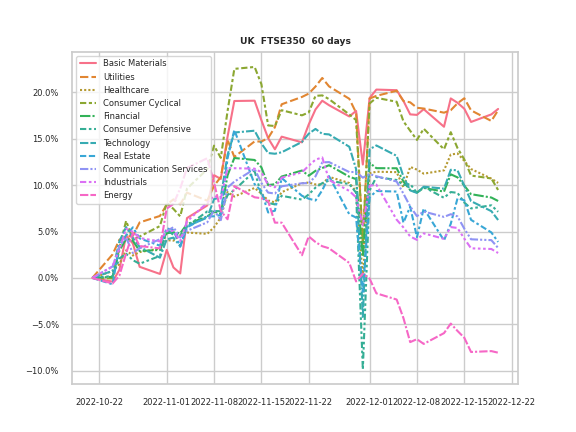 UK FTSE350 60 days
Basic Materials
Utilities
Healthcare
Consumer Cyclical
Financial
Consumer Defensive
Technology
Real Estate
Communication Services
Industrials
Energy
20.0%
15.0%
10.0%
5.0%
0.0%
−5.0%
−10.0%
2022-10-22 2022-11-01 2022-11-08 2022-11-15 2022-11-22 2022-12-01 2022-12-08 2022-12-15 2022-12-22